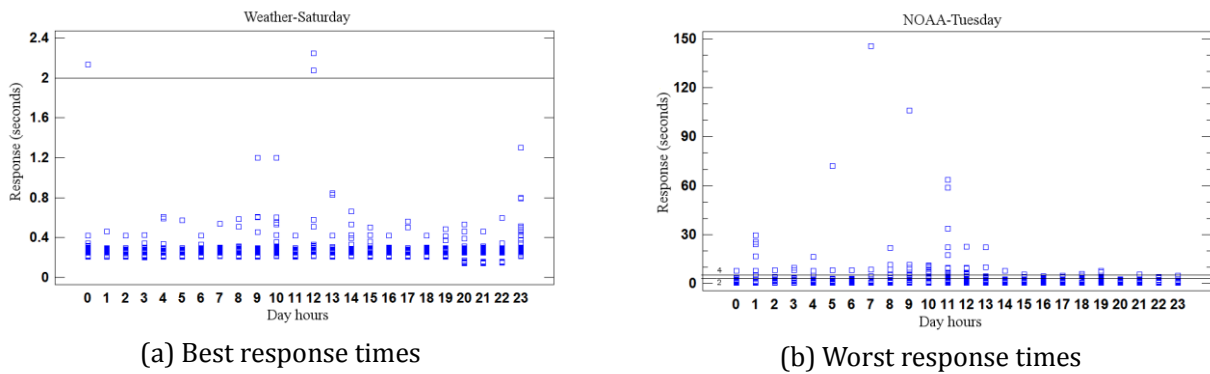 Weather-Saturday
2.4
2
1.6
1.2
0.8
0.4
0
Response (seconds)
0 1 2 3 4 5 6 7 8 9 10 11 12 13 14 15 16 17 18 19 20 21 22 23
Day hours
(a) Best response times
NOAA-Tuesday
150
120
90
60
30
0
4
2
Response (seconds)
0 1 2 3 4 5 6 7 8 9 10 11 12 13 14 15 16 17 18 19 20 21 22 23
Day hours
(b) Worst response times